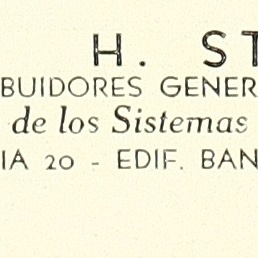 H. ST
BUIDORES GENER
de los Sistemas
IA 20 - EDIF. BAN